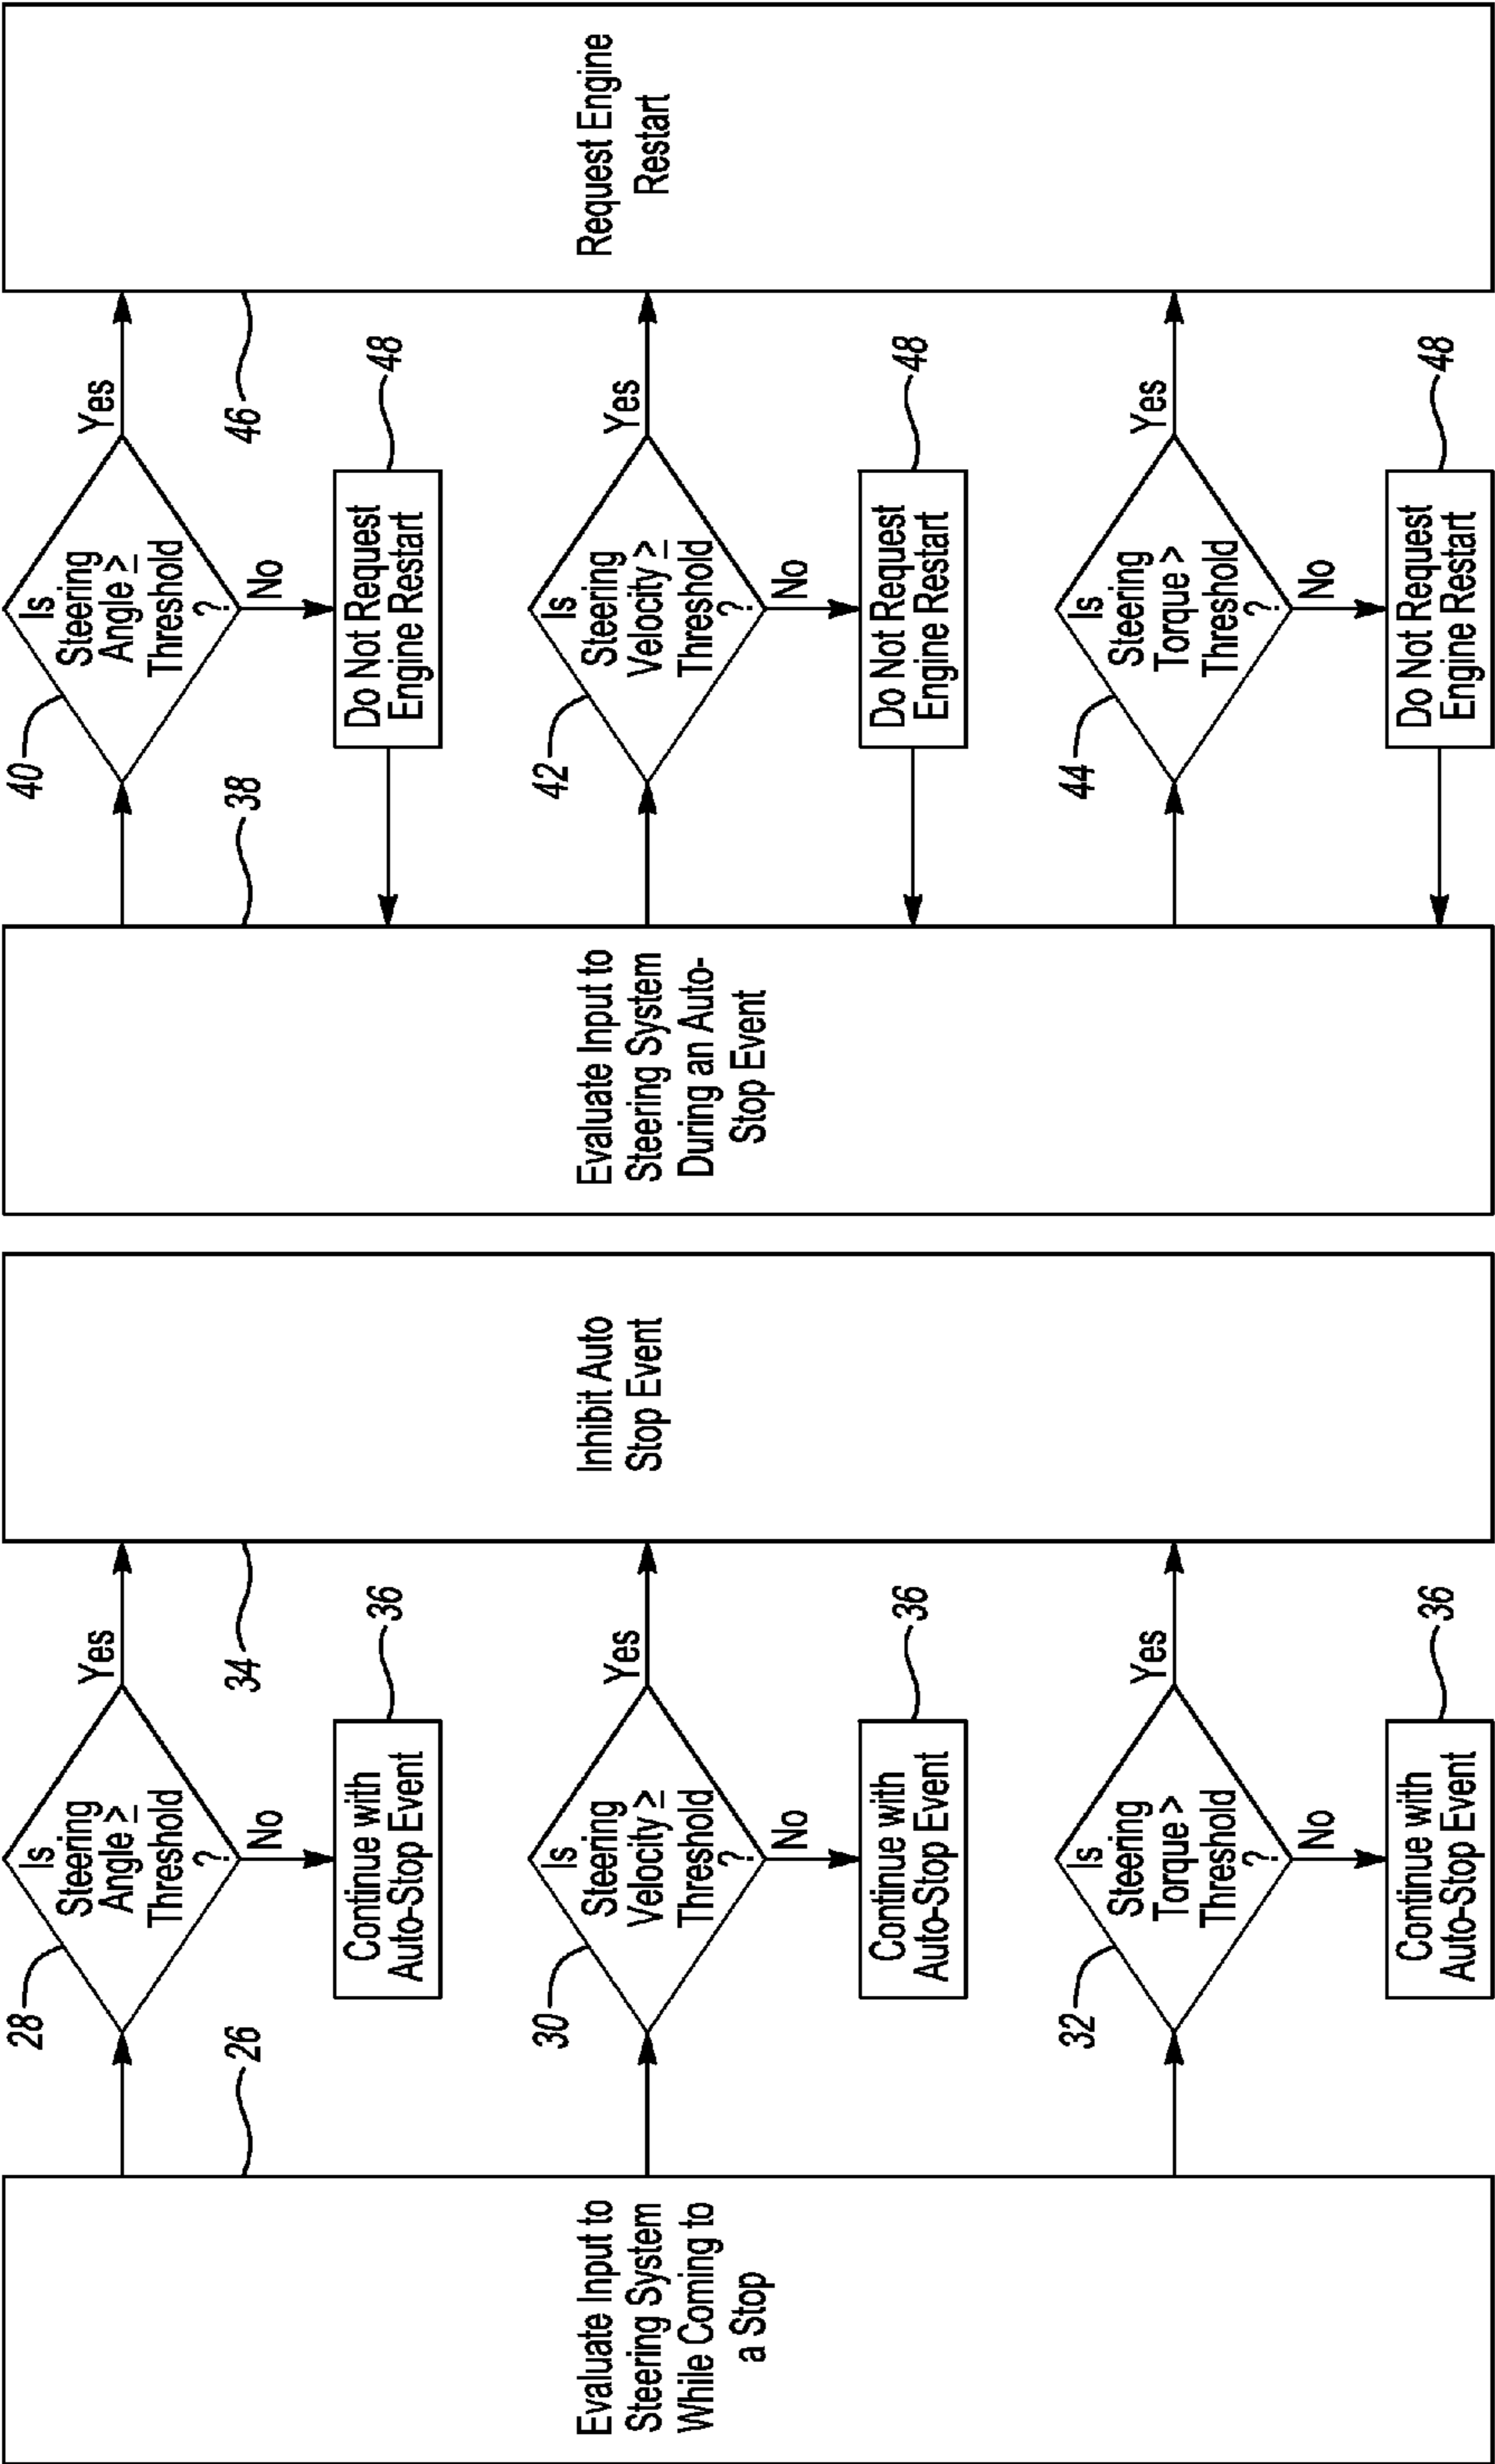 Evaluate Input to
Steering System
While Coming to
a Stop
26
28
Is
Steering
Angle ≥
Threshold
?
Yes
No
Continue with
Auto-Stop Event
36
30
Is
Steering
Velocity ≥
Threshold
?
Yes
No
Continue with
Auto-Stop Event
36
32
Is
Steering
Torque >
Threshold
?
Yes
No
Continue with
Auto-Stop Event
36
34
Inhibit Auto
Stop Event
Evaluate Input to
Steering System
During an Auto-
Stop Event
38
40
Is
Steering
Angle ≥
Threshold
?
Yes
No
Do Not Request
Engine Restart
48
42
Is
Steering
Velocity ≥
Threshold
?
Yes
No
Do Not Request
Engine Restart
48
44
Is
Steering
Torque >
Threshold
?
Yes
No
Do Not Request
Engine Restart
48
46
Request Engine
Restart